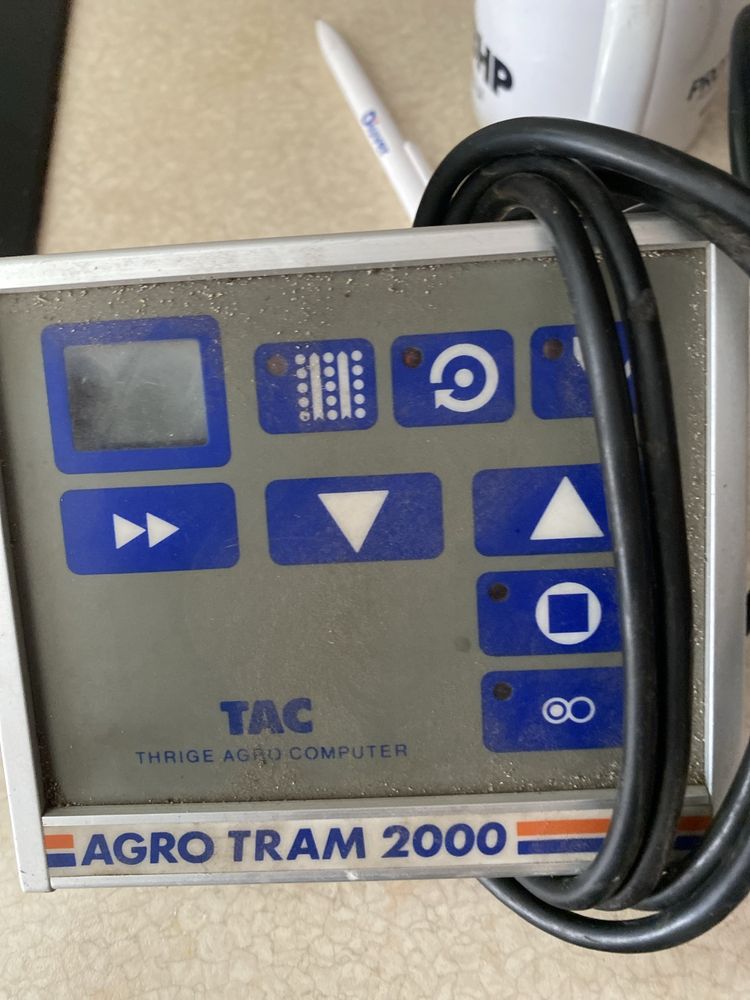 HP
TAC
THRIGE AGRO COMPUTER
AGRO TRAM 2000